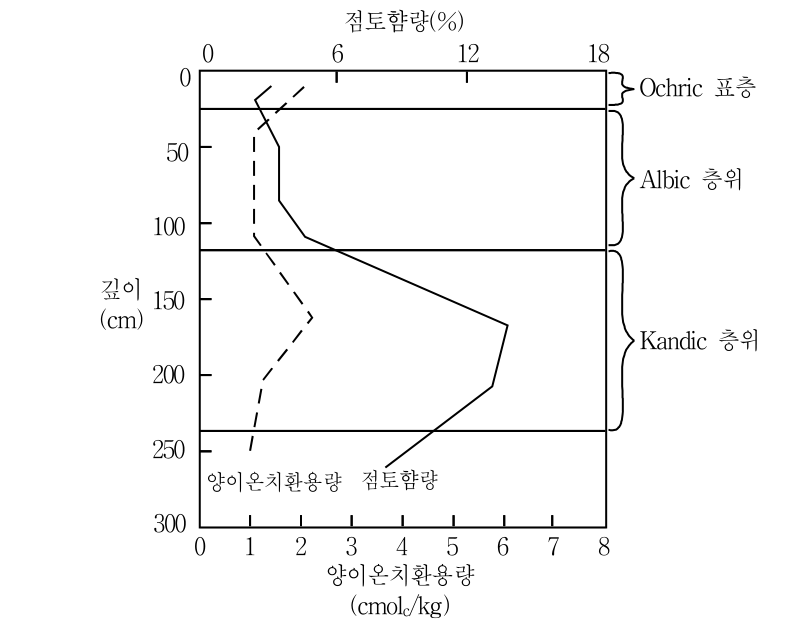 점토함량(%)
0 6 12 18
0
Ochric 표층
50
Albic 층위
100
깊이
(cm)
150
Kandic 층위
200
250
양이온치환용량 점토함량
300
0 1 2 3 4 5 6 7 8
양이온치환용량
(cmolc/kg)